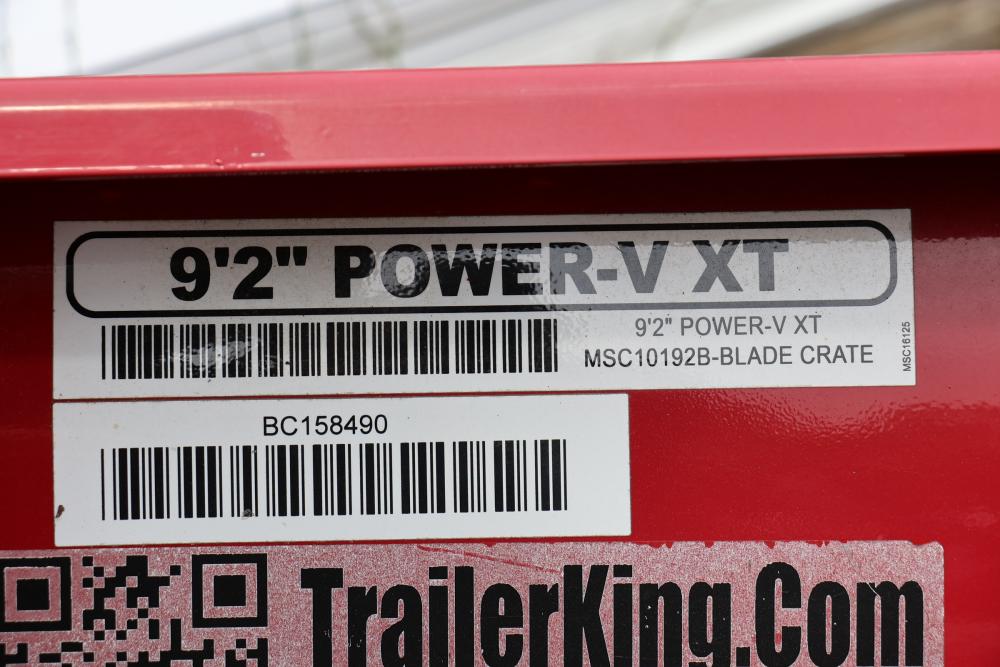 9'2" POWER-V XT
9'2" POWER-V XT
MSC10192B-BLADE CRATE
MSC16125
BC158490
TrailerKing.Com